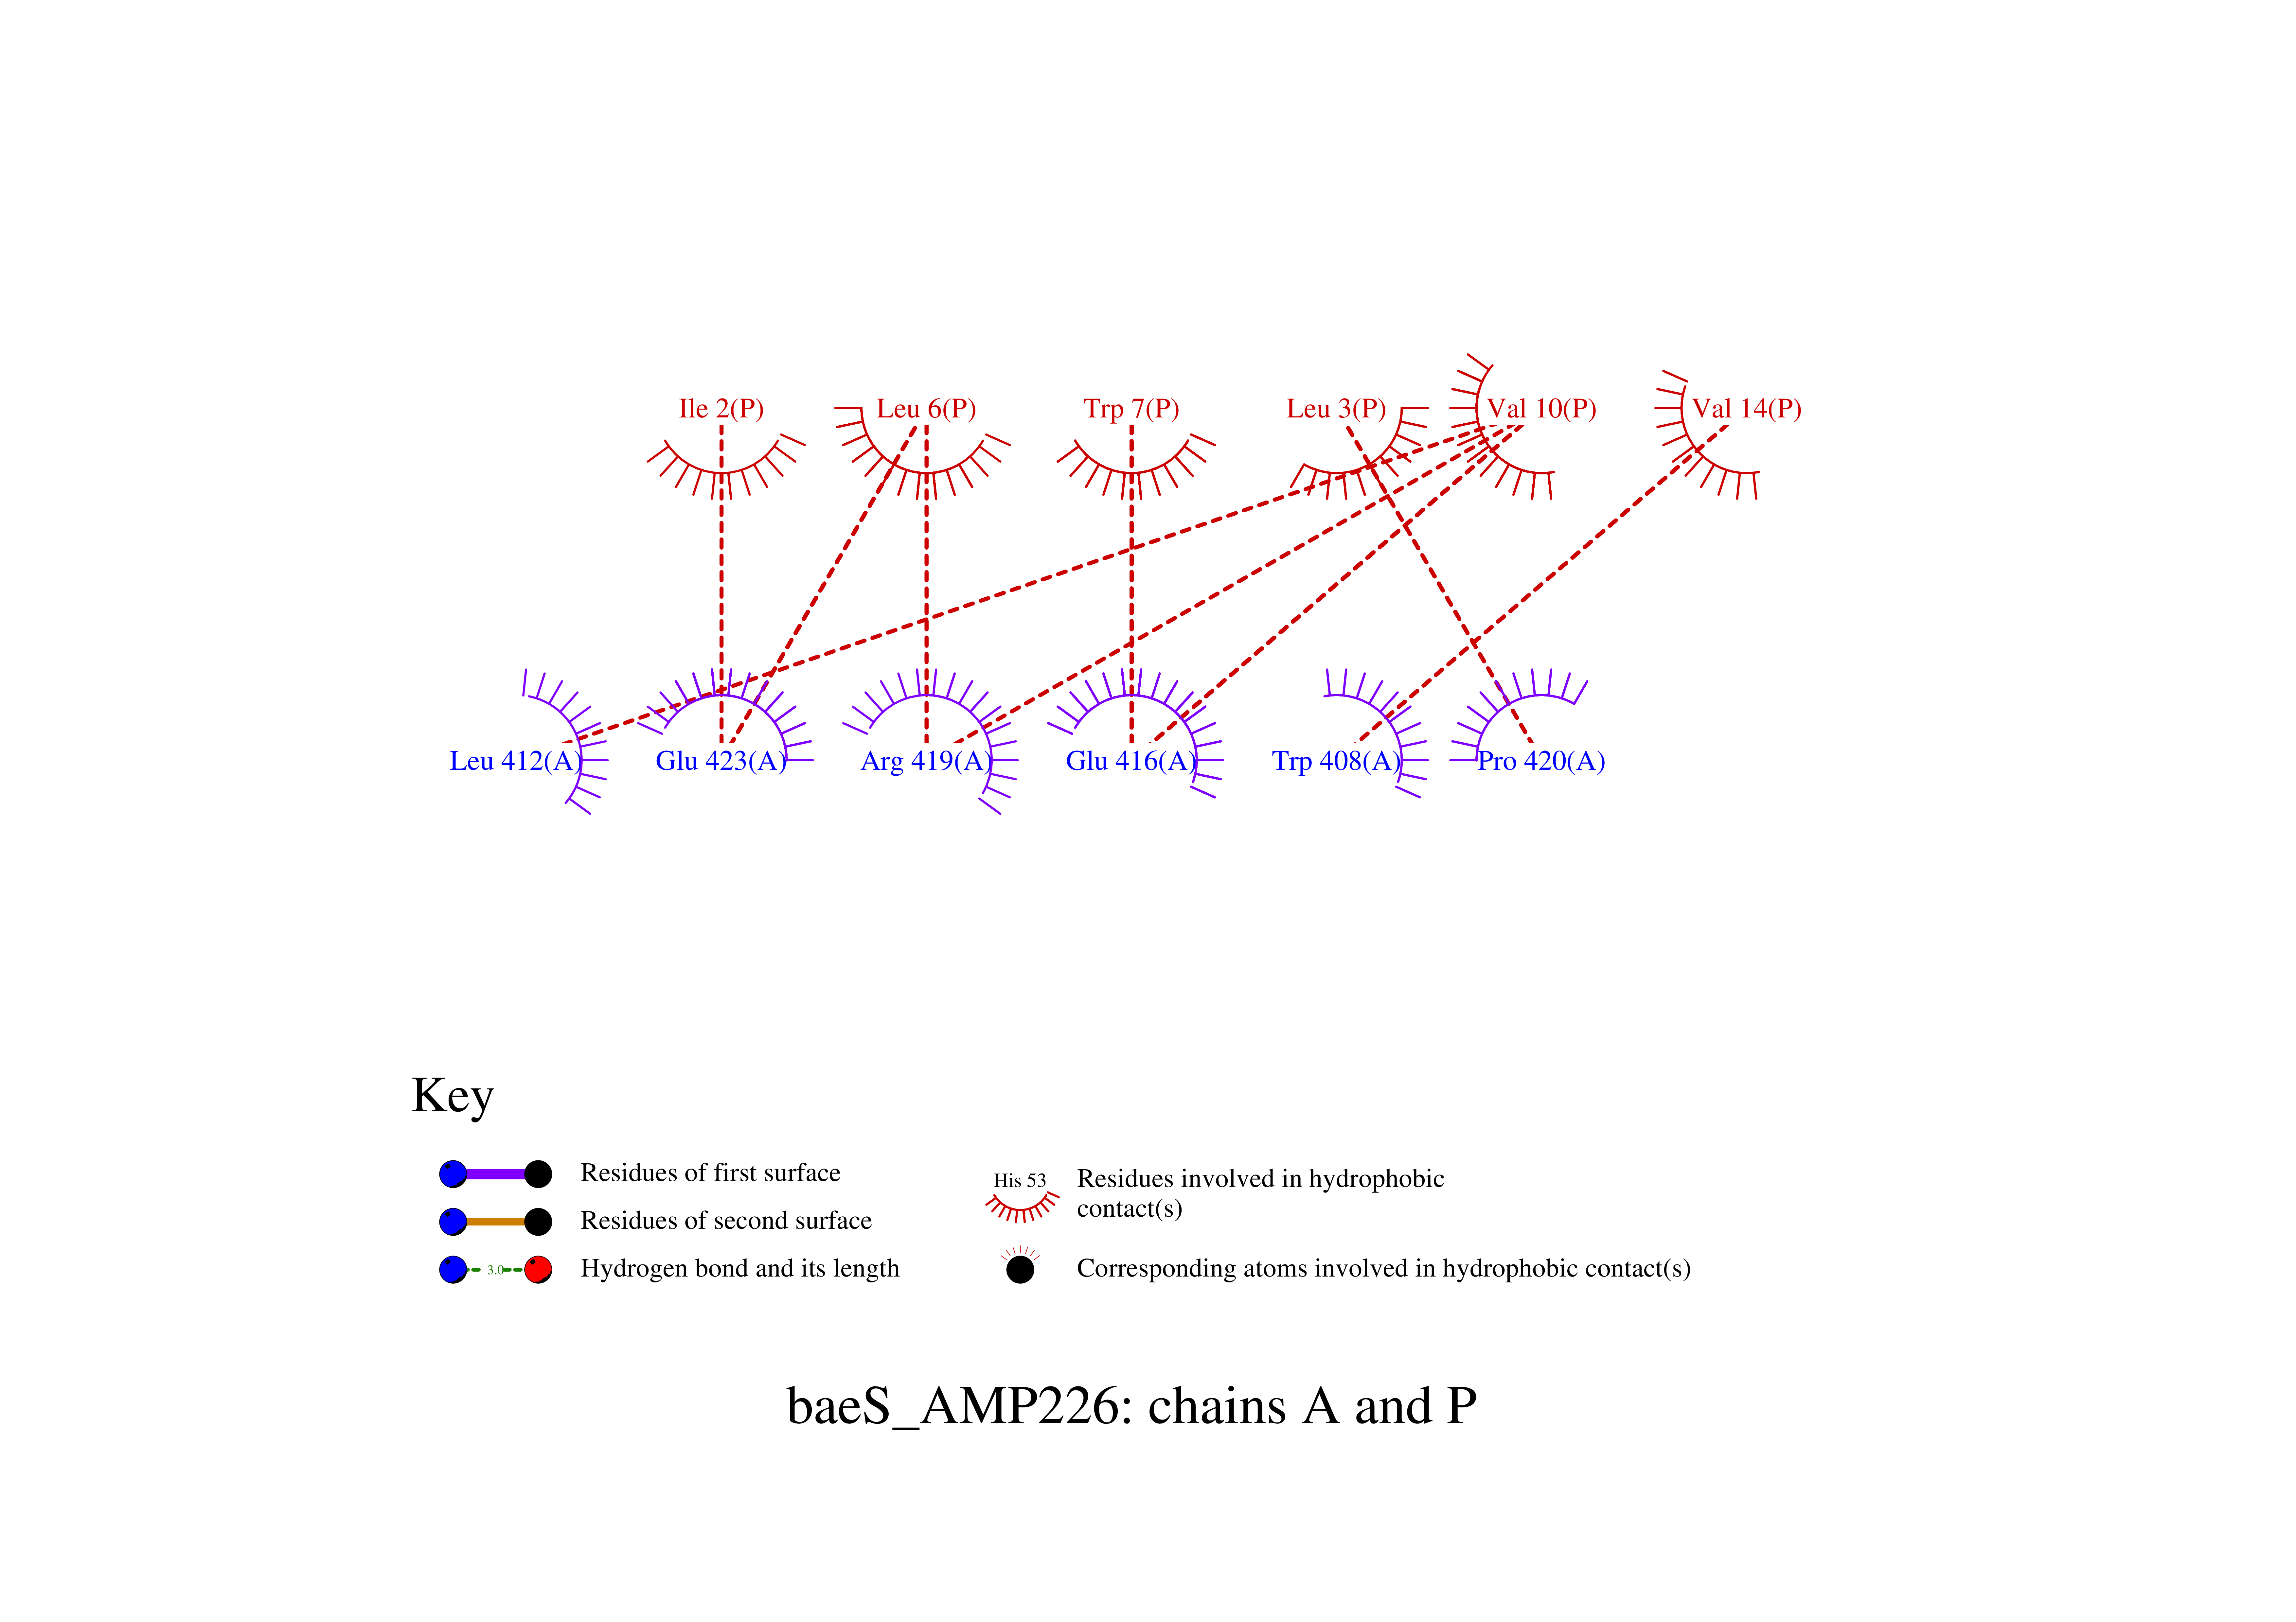 Ile 2(P) Leu 6(P) Trp 7(P) Leu 3(P) Val 10(P) Val 14(P)
Leu 412(A) Glu 423(A) Arg 419(A) Glu 416(A) Trp 408(A) Pro 420(A)
Key
Residues of first surface
Residues of second surface
3.0
Hydrogen bond and its length
His 53
Residues involved in hydrophobic
contact(s)
Corresponding atoms involved in hydrophobic contact(s)
baeS_AMP226: chains A and P